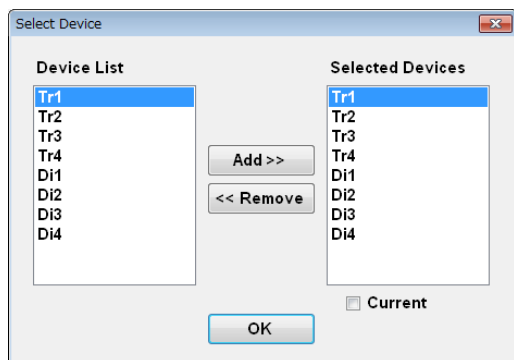 Select Device
Device List
Tr1
Tr2
Tr3
Tr4
Di1
Di2
Di3
Di4
Add >>
<< Remove
Selected Devices
Tr1
Tr2
Tr3
Tr4
Di1
Di2
Di3
Di4
Current
OK